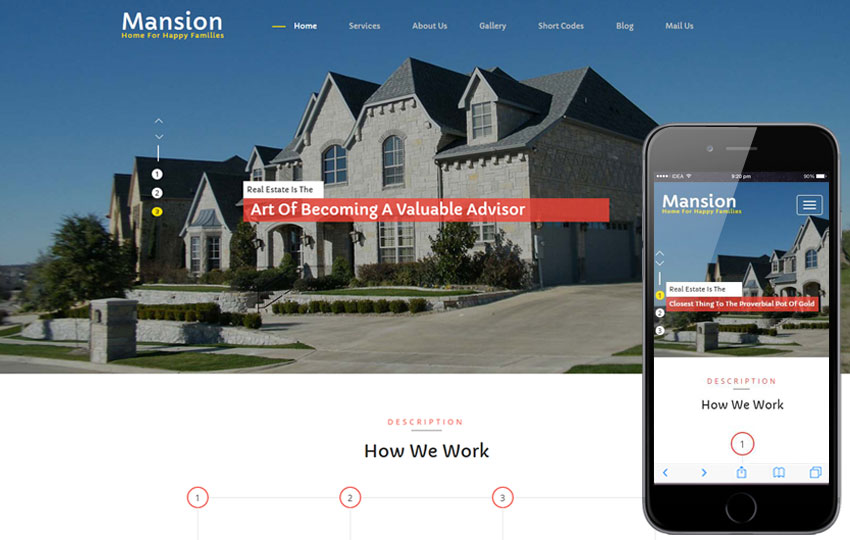 Mansion
Home For Happy Families
Home Services About Us Gallery Short Codes Blog Mail Us
1
2
3
Real Estate Is The
Art Of Becoming A Valuable Advisor
DESCRIPTION
How We Work
1 2 3
IDEA 9:20 pm 90%
Mansion
Home For Happy Families
Real Estate Is The
1
Closest Thing To The Proverbial Pot Of Gold
2
3
DESCRIPTION
How We Work
1